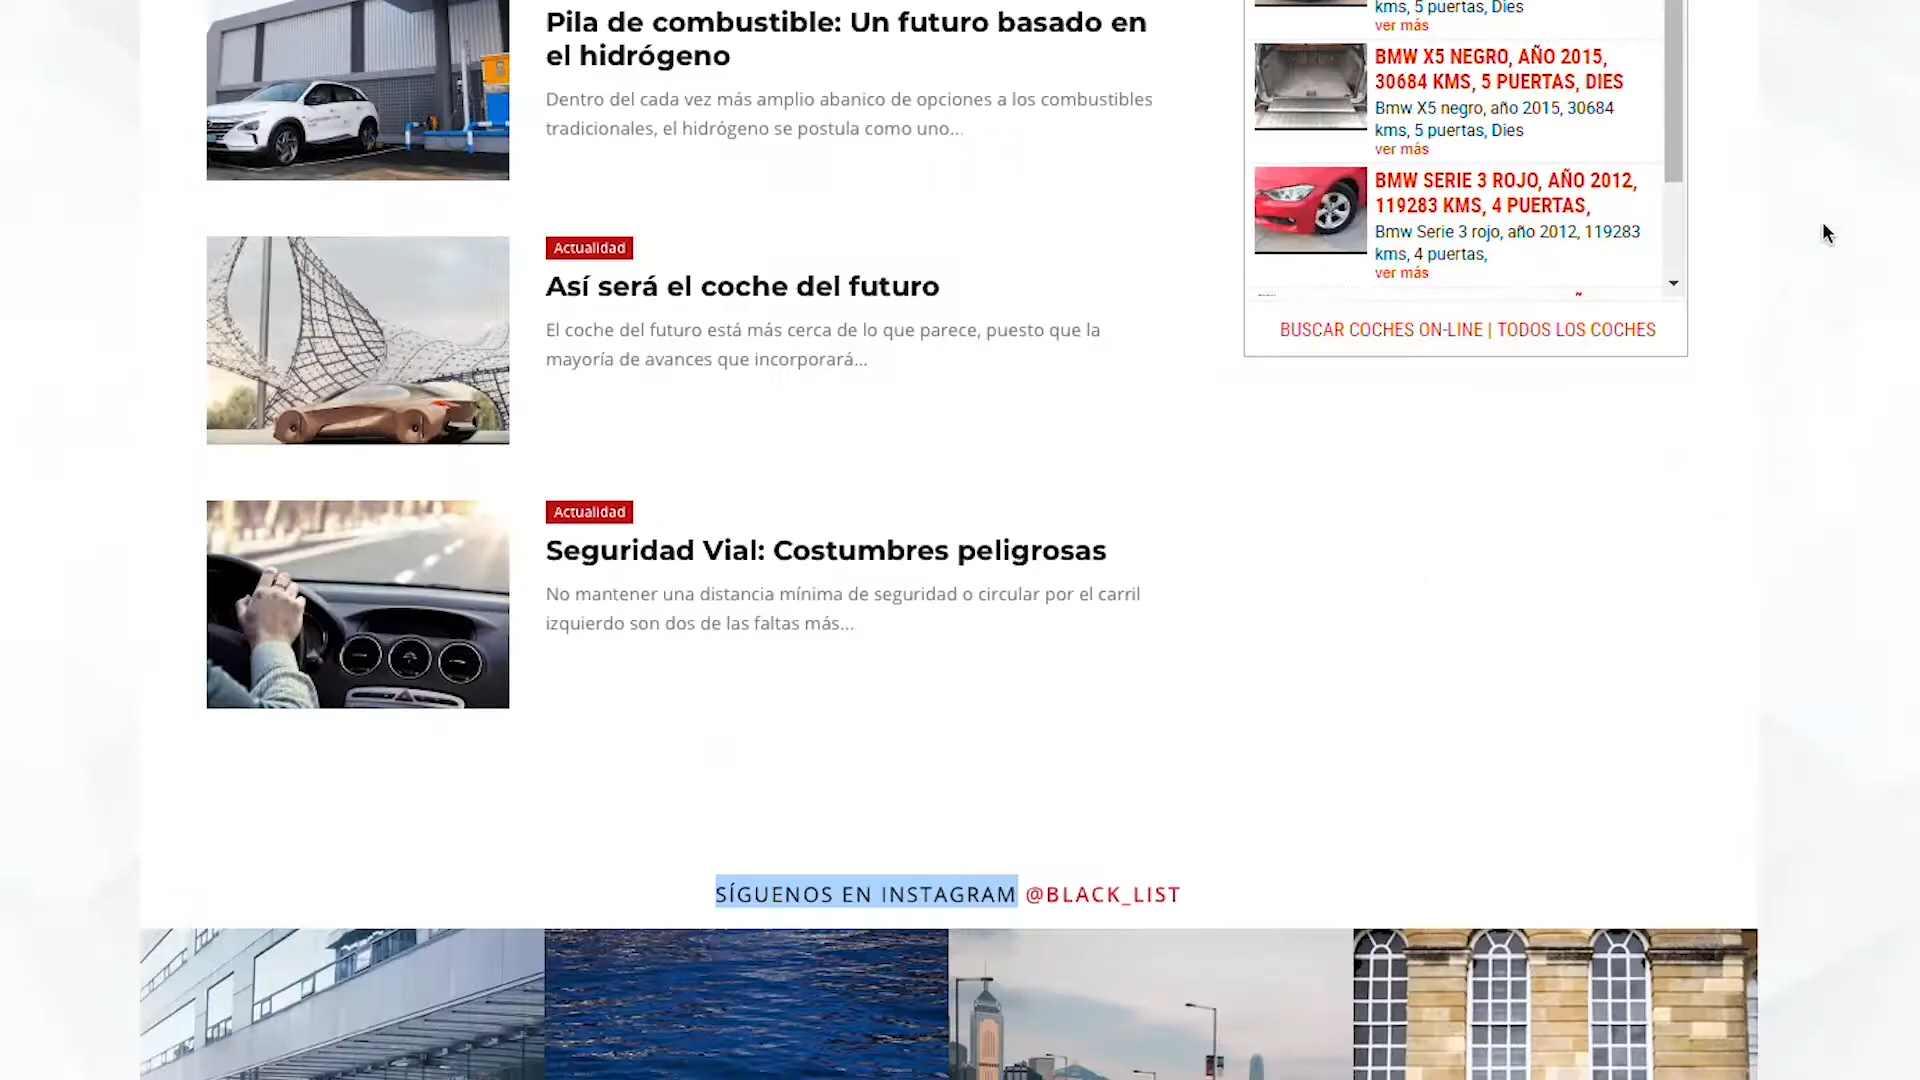 Pila de combustible: Un futuro basado en
el hidrógeno
Dentro del cada vez más amplio abanico de opciones a los combustibles
tradicionales, el hidrógeno se postula como uno...
Actualidad
Así será el coche del futuro
El coche del futuro está más cerca de lo que parece, puesto que la
mayoría de avances que incorporará...
Actualidad
Seguridad Vial: Costumbres peligrosas
No mantener una distancia mínima de seguridad o circular por el carril
izquierdo son dos de las faltas más...
kms, 5 puertas, Dies
ver más
BMW X5 NEGRO, AÑO 2015,
30684 KMS, 5 PUERTAS, DIES
Bmw X5 negro, año 2015, 30684
kms, 5 puertas, Dies
ver más
BMW SERIE 3 ROJO, AÑO 2012,
119283 KMS, 4 PUERTAS,
Bmw Serie 3 rojo, año 2012, 119283
kms, 4 puertas,
ver más
BUSCAR COCHES ON-LINE | TODOS LOS COCHES
SÍGUENOS EN INSTAGRAM @BLACK_LIST